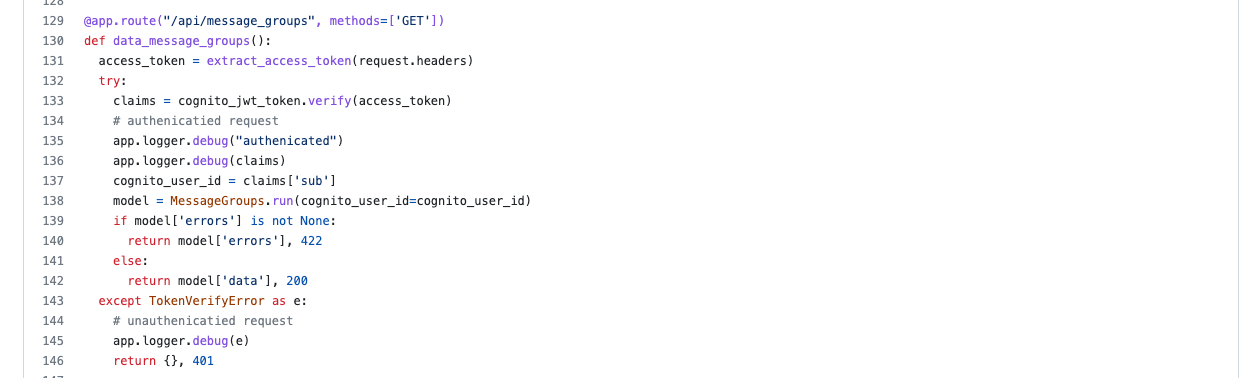 128
129 @app.route("/api/message_groups", methods=['GET'])
130 def data_message_groups():
131   access_token = extract_access_token(request.headers)
132   try:
133     claims = cognito_jwt_token.verify(access_token)
134     # authenicatied request
135     app.logger.debug("authenicated")
136     app.logger.debug(claims)
137     cognito_user_id = claims['sub']
138     model = MessageGroups.run(cognito_user_id=cognito_user_id)
139     if model['errors'] is not None:
140       return model['errors'], 422
141     else:
142       return model['data'], 200
143   except TokenVerifyError as e:
144     # unauthenicatied request
145     app.logger.debug(e)
146     return {}, 401
147